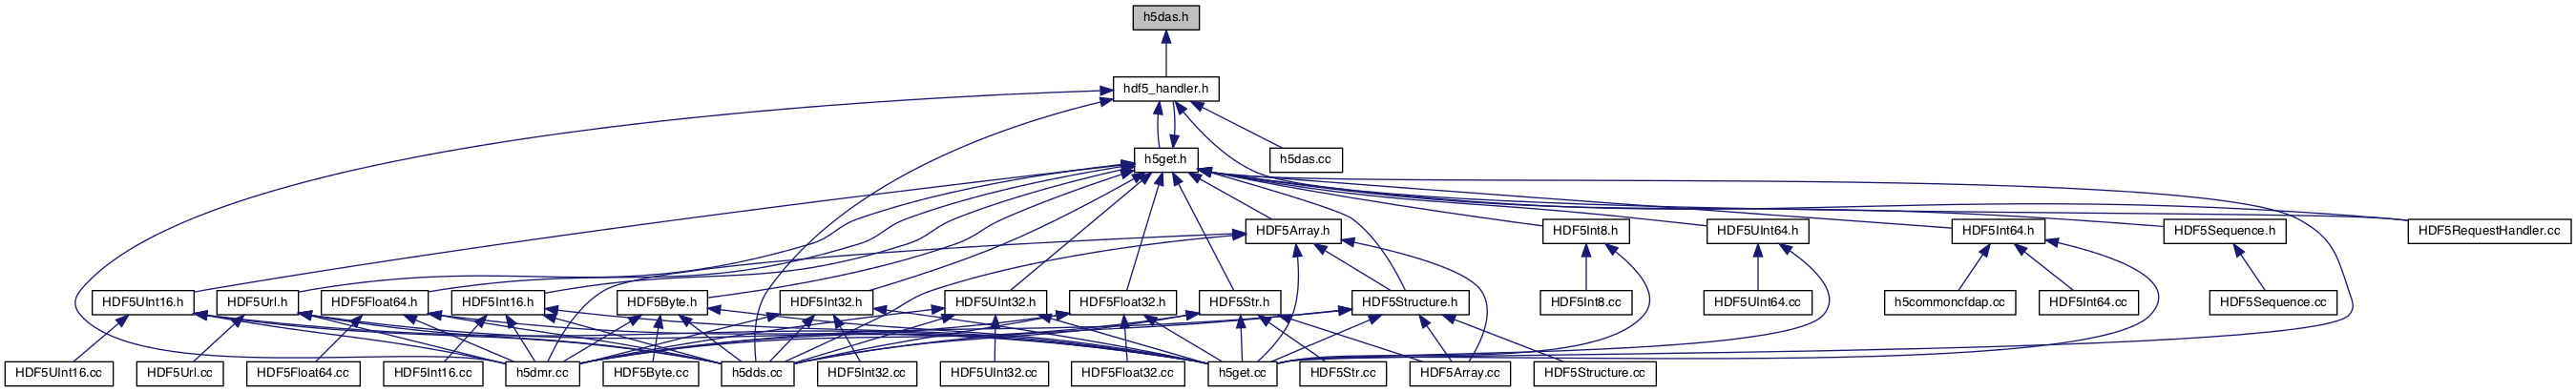 h5das.h
hdf5_handler.h
h5get.h
h5das.cc
HDF5Array.h
HDF5Int8.h
HDF5UInt64.h
HDF5Int64.h
HDF5Sequence.h
HDF5RequestHandler.cc
HDF5UInt16.h
HDF5Url.h
HDF5Float64.h
HDF5Int16.h
HDF5Byte.h
HDF5Int32.h
HDF5UInt32.h
HDF5Float32.h
HDF5Str.h
HDF5Structure.h
HDF5Int8.cc
HDF5UInt64.cc
h5commoncfdap.cc
HDF5Int64.cc
HDF5Sequence.cc
HDF5UInt16.cc
HDF5Url.cc
HDF5Float64.cc
HDF5Int16.cc
h5dmr.cc
HDF5Byte.cc
h5dds.cc
HDF5Int32.cc
HDF5UInt32.cc
HDF5Float32.cc
h5get.cc
HDF5Str.cc
HDF5Array.cc
HDF5Structure.cc